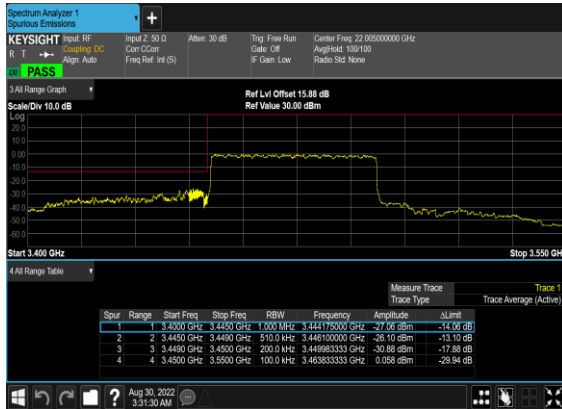 Spectrum Analyzer 1
Spurious Emissions
KEYSIGHT Input: RF Input Z: 50 Ω Atten: 30 dB Trig: Free Run Center Freq: 22.005000000 GHz
R T Coupling: DC Corr CCorr Gate: Off Avg|Hold: 100/100
Align: Auto Freq Ref: Int (S) IF Gain: Low Radio Std: None
LXI PASS
3 All Range Graph
Ref Lvl Offset 15.88 dB
Scale/Div 10.0 dB Ref Value 30.00 dBm
Log
20.0
10.0
0.00
-10.0
-20.0
-30.0
-40.0
-50.0
-60.0
Start 3.400 GHz Stop 3.550 GH
4 All Range Table
Measure Trace Trace 1
Trace Type Trace Average (Active)
Spur Range Start Freq Stop Freq RBW Frequency Amplitude ΔLimit
1 1 3.4000 GHz 3.4450 GHz 1.000 MHz 3.444175000 GHz -27.06 dBm -14.06 dB
2 2 3.4450 GHz 3.4490 GHz 510.0 kHz 3.446100000 GHz -26.10 dBm -13.10 dB
3 3 3.4490 GHz 3.4500 GHz 200.0 kHz 3.449983333 GHz -30.88 dBm -17.88 dB
4 4 3.4500 GHz 3.5500 GHz 100.0 kHz 3.463833333 GHz 0.058 dBm -29.94 dB
Aug 30, 2022
3:31:30 AM